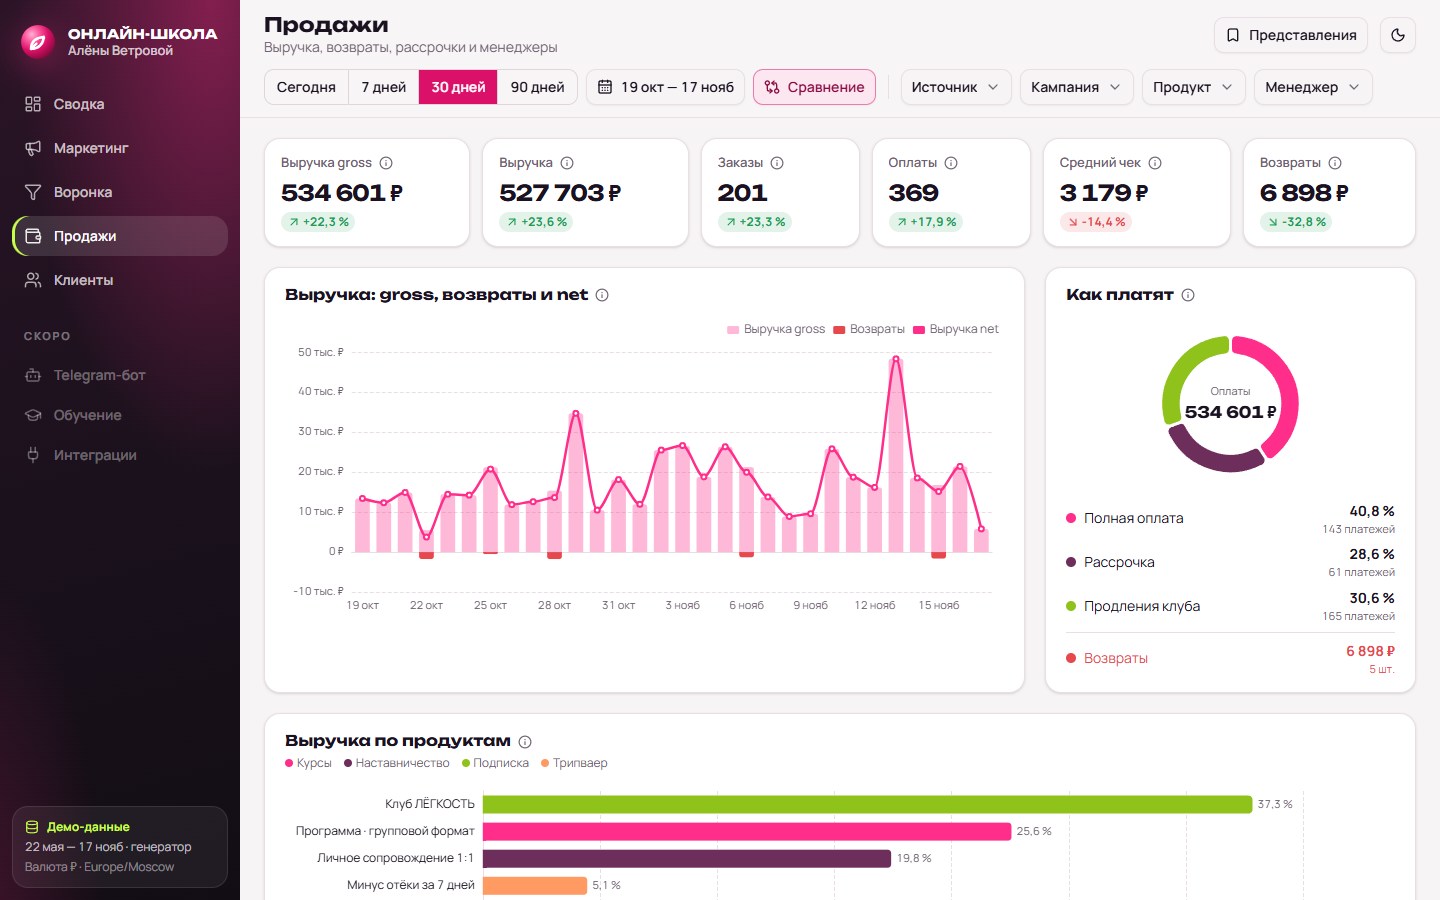 ОНЛАЙН-ШКОЛА
Алёны Ветровой
Сводка
Маркетинг
Воронка
Продажи
Клиенты
СКОРО
Telegram-бот
Обучение
Интеграции
Демо-данные
22 мая — 17 нояб · генератор
Валюта ₽ · Europe/Moscow
Продажи
Выручка, возвраты, рассрочки и менеджеры
Представления
Сегодня 7 дней 30 дней 90 дней 19 окт — 17 нояб Сравнение Источник Кампания Продукт Менеджер
Выручка gross
534 601 ₽
+22,3 %
Выручка
527 703 ₽
+23,6 %
Заказы
201
+23,3 %
Оплаты
369
+17,9 %
Средний чек
3 179 ₽
-14,4 %
Возвраты
6 898 ₽
-32,8 %
Выручка: gross, возвраты и net
Выручка gross Возвраты Выручка net
50 тыс. ₽
40 тыс. ₽
30 тыс. ₽
20 тыс. ₽
10 тыс. ₽
0 ₽
-10 тыс. ₽
19 окт 22 окт 25 окт 28 окт 31 окт 3 нояб 6 нояб 9 нояб 12 нояб 15 нояб
Как платят
Оплаты
534 601 ₽
Полная оплата 40,8 %
143 платежей
Рассрочка 28,6 %
61 платежей
Продления клуба 30,6 %
165 платежей
Возвраты 6 898 ₽
5 шт.
Выручка по продуктам
Курсы Наставничество Подписка Трипваер
Клуб ЛЁГКОСТЬ 37,3 %
Программа · групповой формат 25,6 %
Личное сопровождение 1:1 19,8 %
Минус отёки за 7 дней 5,1 %